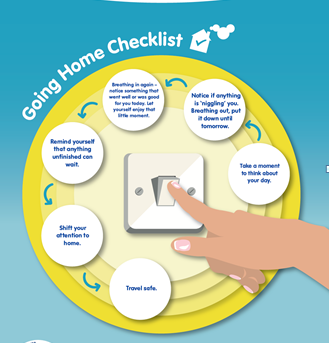 Going Home Checklist
Take a moment
to think about
your day.
Notice if anything
is 'niggling' you.
Breathing out, put
it down until
tomorrow.
Breathing in again -
notice something that
went well or was good
for you today. Let
yourself enjoy that
little moment.
Remind yourself
that anything
unfinished can
wait.
Shift your
attention to
home.
Travel safe.